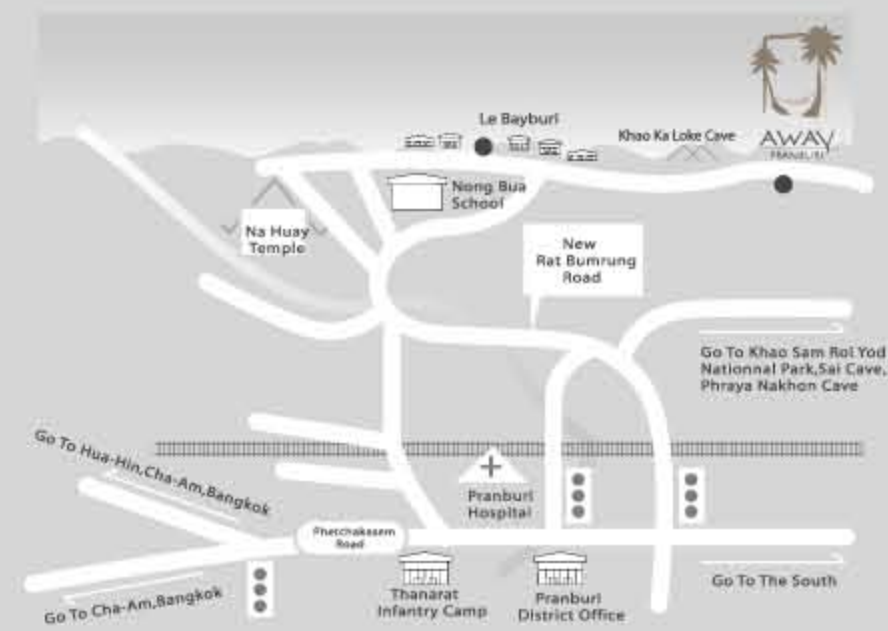 Le Bayburi
Khao Ka Loke Cave
AWAY
PRANBURI
Nong Bua
School
Na Huay
Temple
New
Rat Bumrung
Road
Go To Khao Sam Roi Yod
Nationnal Park,Sai Cave,
Phraya Nakhon Cave
Go To Hua-Hin,Cha-Am,Bangkok
Pranburi
Hospital
Phetchakasem
Road
Go To Cha-Am,Bangkok
Thanarat
Infantry Camp
Pranburi
District Office
Go To The South